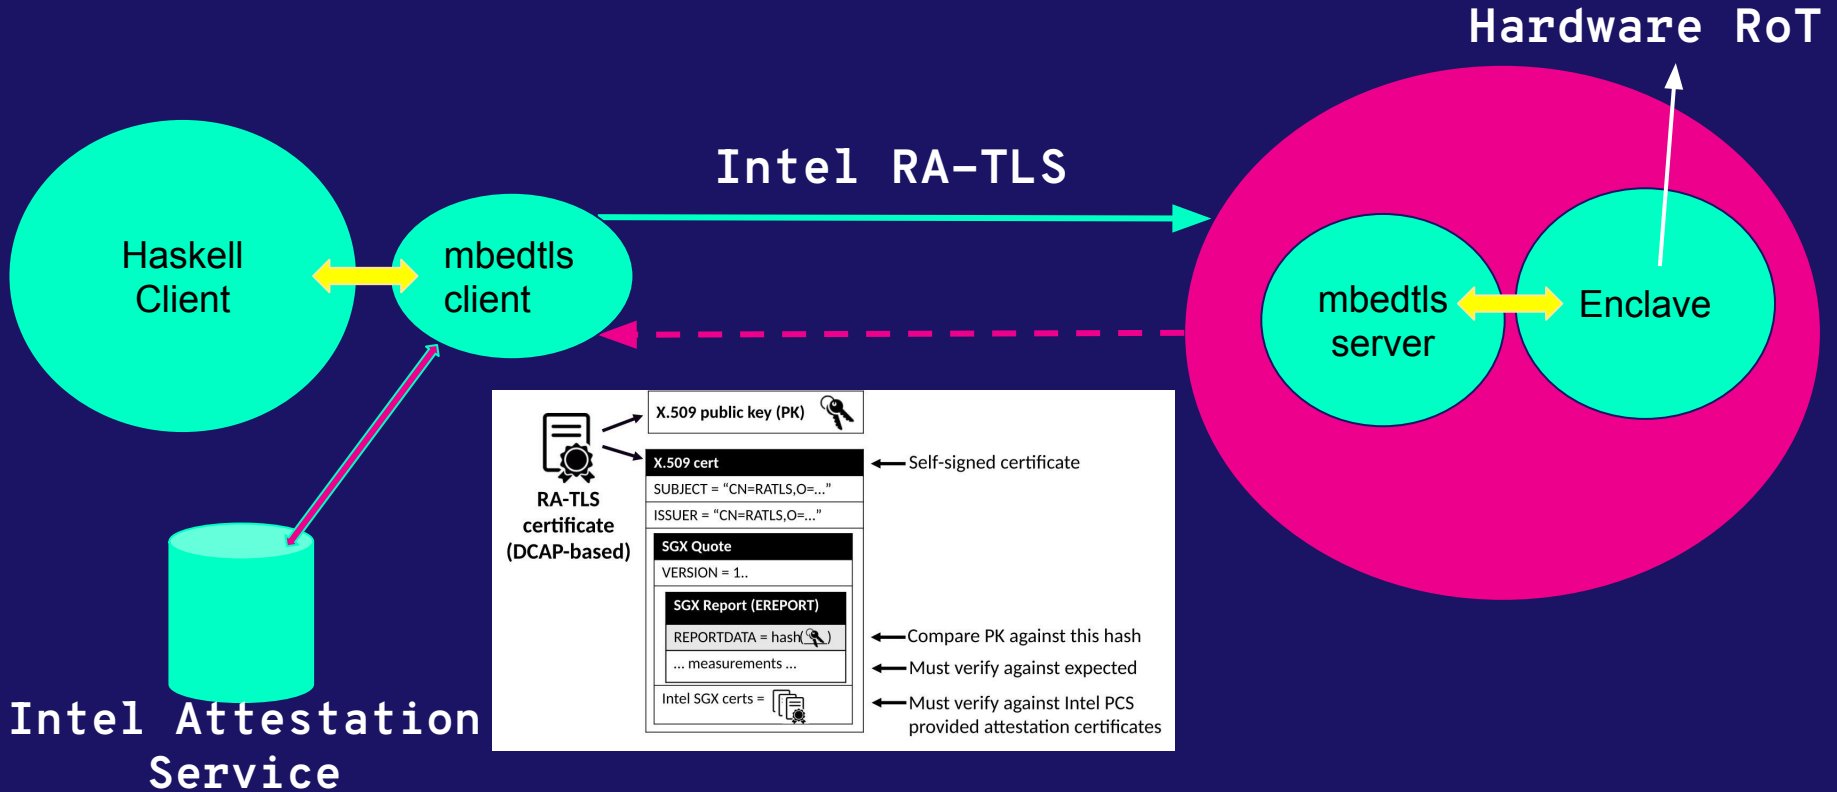 Hardware RoT
Intel RA-TLS
Haskell
Client
mbedtls
client
mbedtls
server
Enclave
X.509 public key (PK)
RA-TLS
certificate
(DCAP-based)
X.509 cert
Self-signed certificate
SUBJECT = “CN=RATLS,O=...”
ISSUER = “CN=RATLS,O=...”
SGX Quote
VERSION = 1..
SGX Report (EREPORT)
REPORTDATA = hash( )
Compare PK against this hash
... measurements ...
Must verify against expected
Intel SGX certs =
Must verify against Intel PCS
provided attestation certificates
Intel Attestation
Service